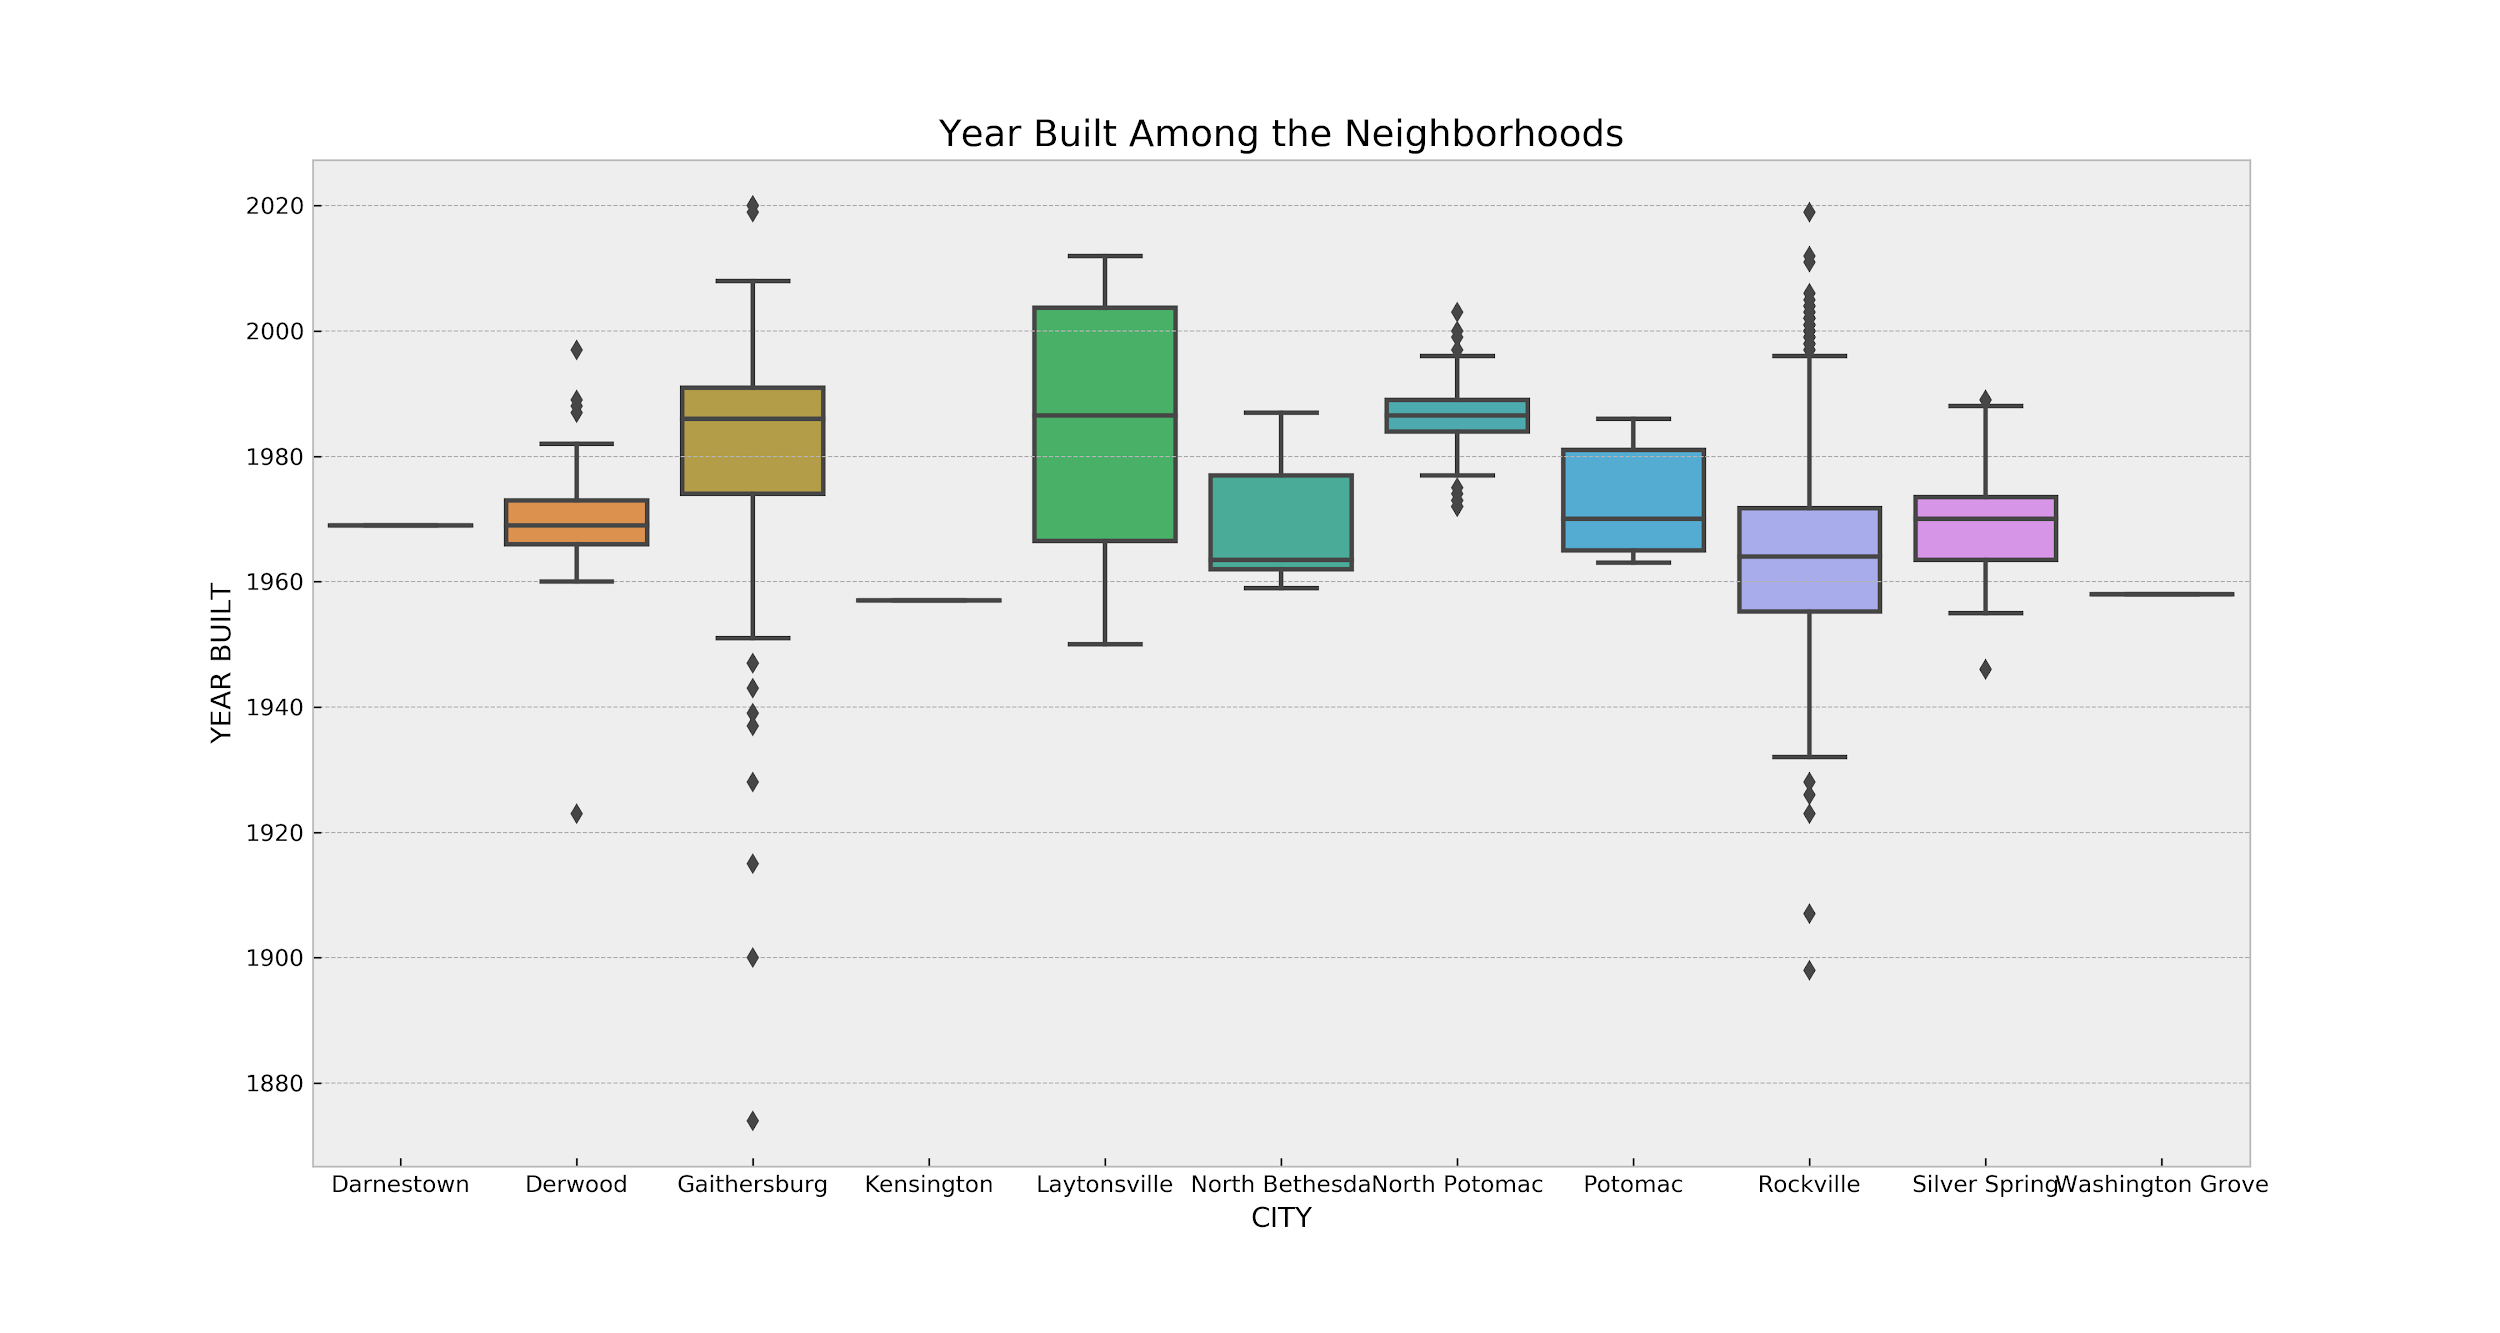 Year Built Among the Neighborhoods
YEAR BUILT
2020
2000
1980
1960
1940
1920
1900
1880
Darnestown
Derwood
Gaithersburg
Kensington
Laytonsville
North Bethesda
North Potomac
Potomac
Rockville
Silver Spring
Washington Grove
CITY